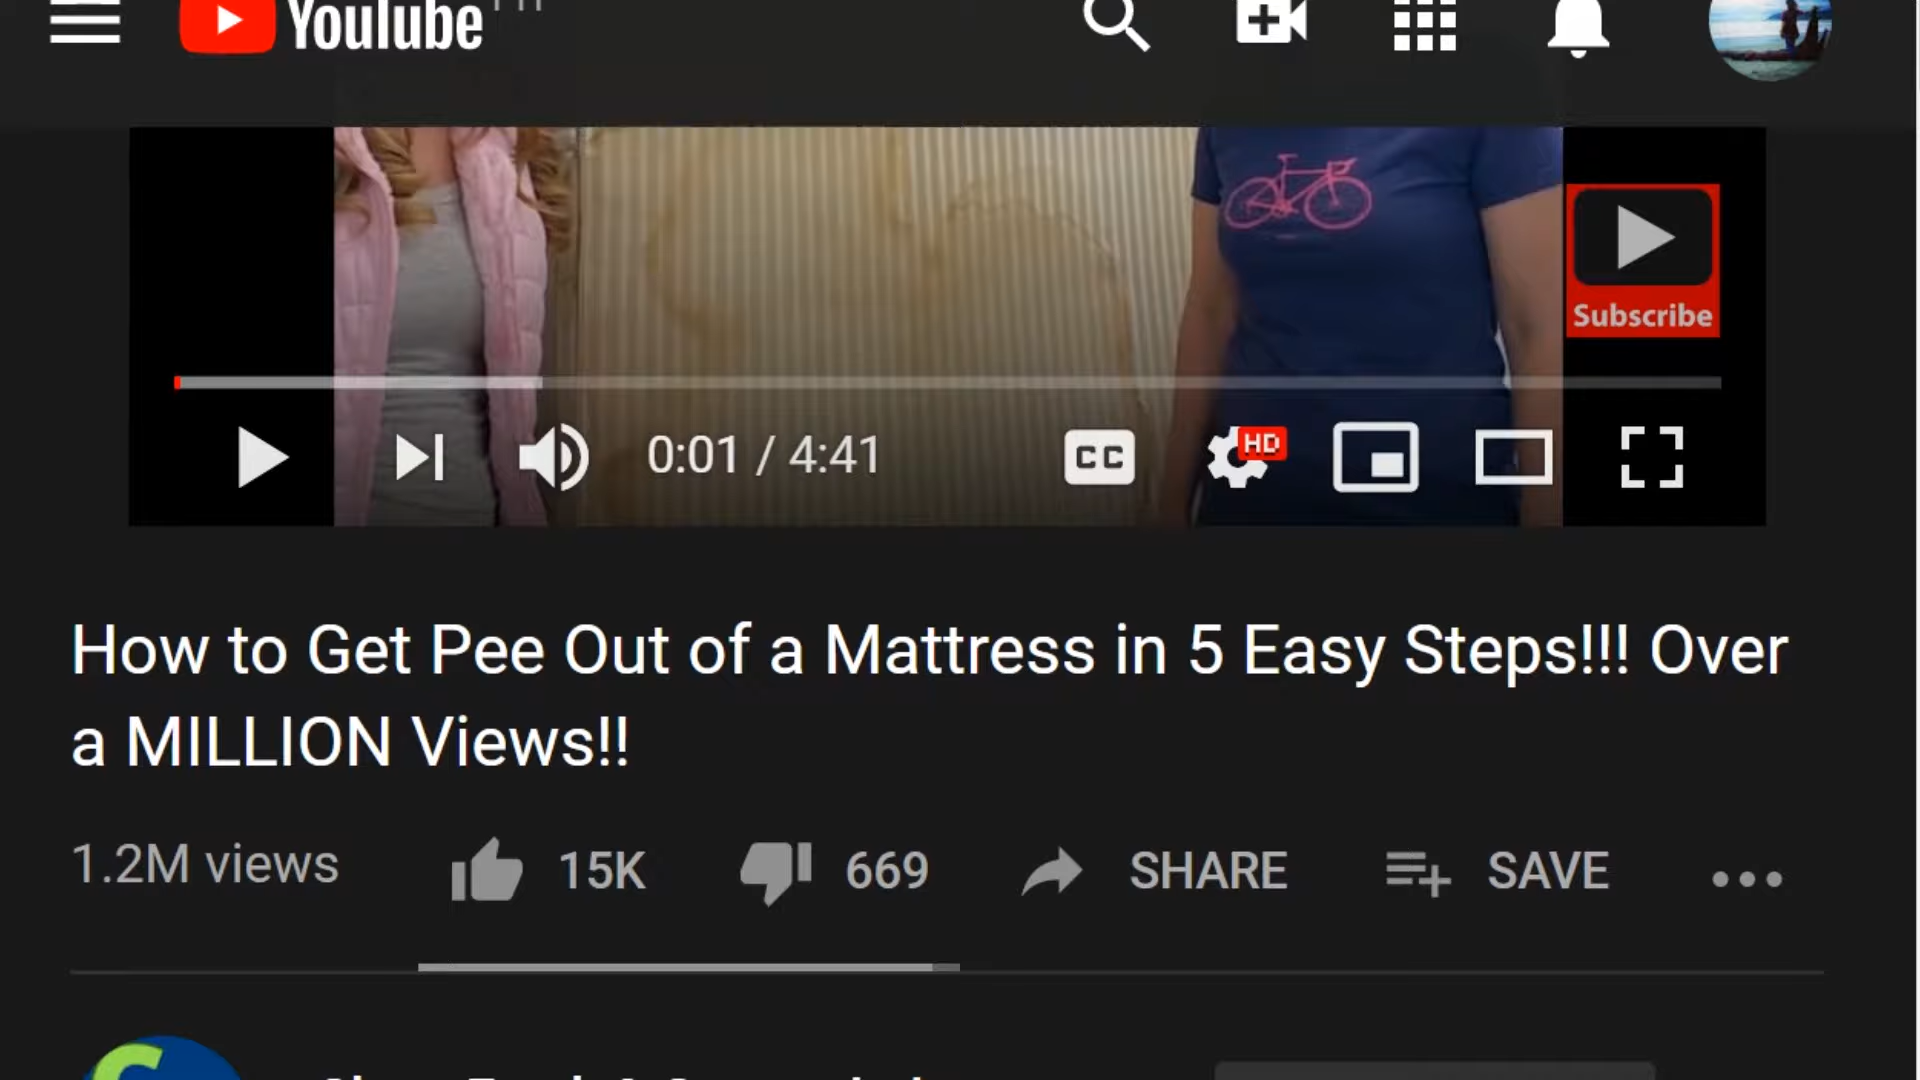 YouTube
Subscribe
0:01 / 4:41
CC
HD
How to Get Pee Out of a Mattress in 5 Easy Steps!!! Over
a MILLION Views!!
1.2M views
15K
669
SHARE
SAVE